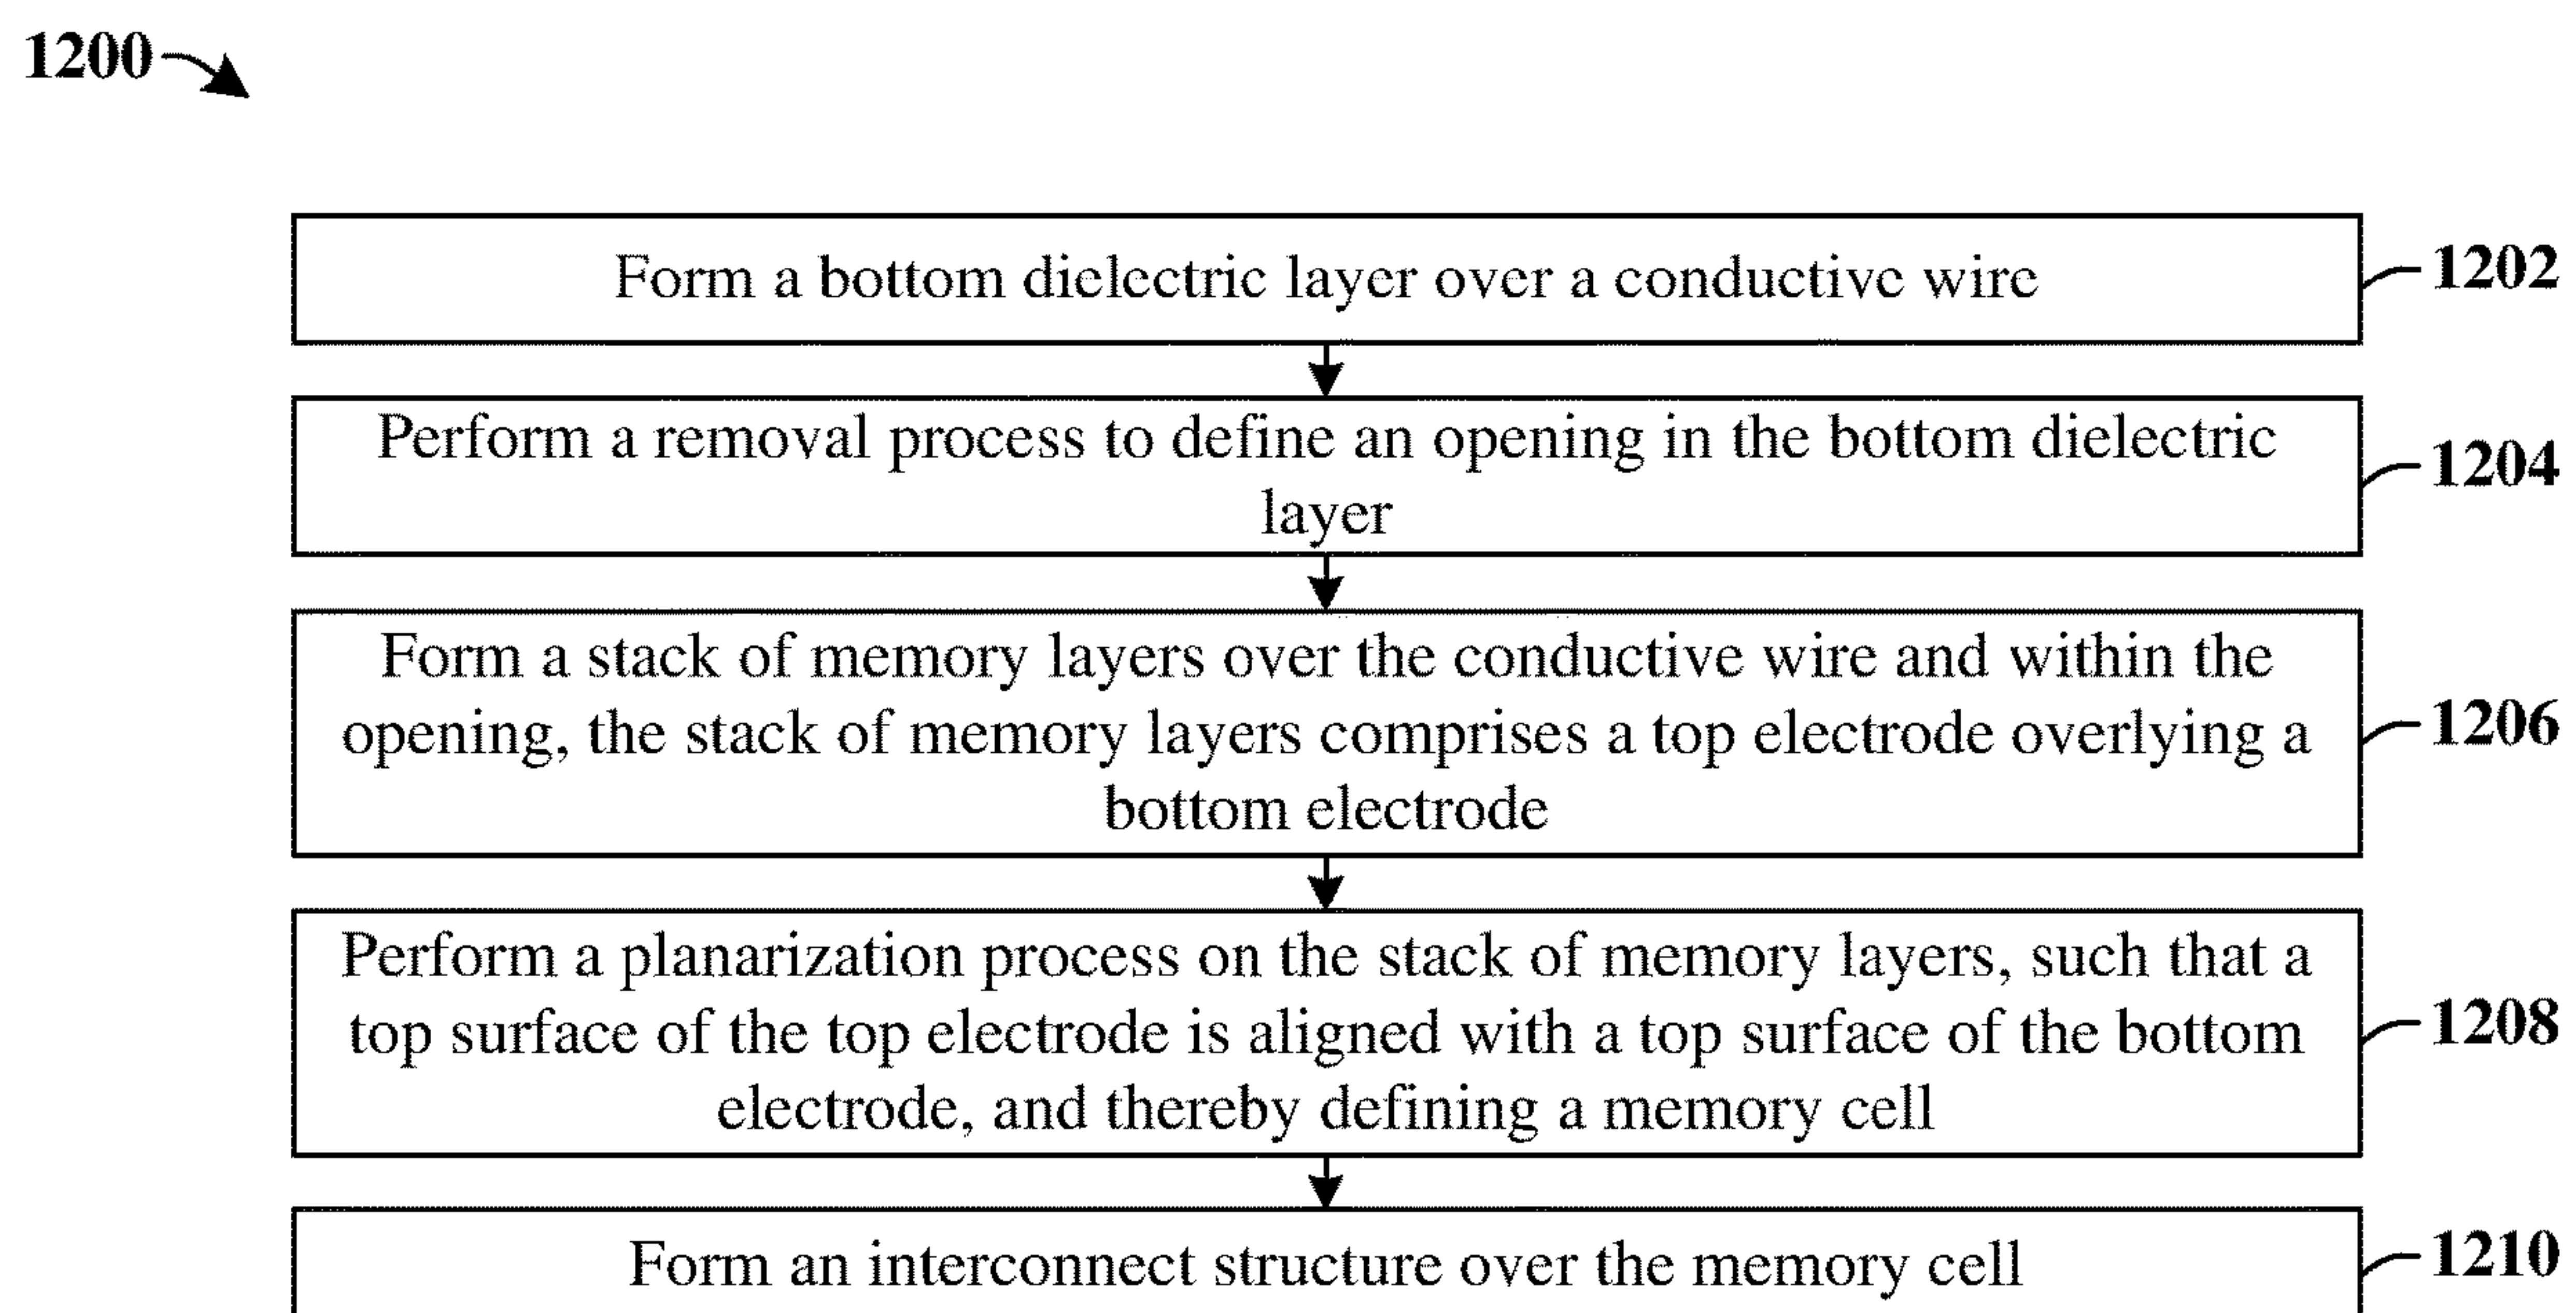 1200
Form a bottom dielectric layer over a conductive wire
1202
Perform a removal process to define an opening in the bottom dielectric
layer
1204
Form a stack of memory layers over the conductive wire and within the
opening, the stack of memory layers comprises a top electrode overlying a
bottom electrode
1206
Perform a planarization process on the stack of memory layers, such that a
top surface of the top electrode is aligned with a top surface of the bottom
electrode, and thereby defining a memory cell
1208
Form an interconnect structure over the memory cell
1210